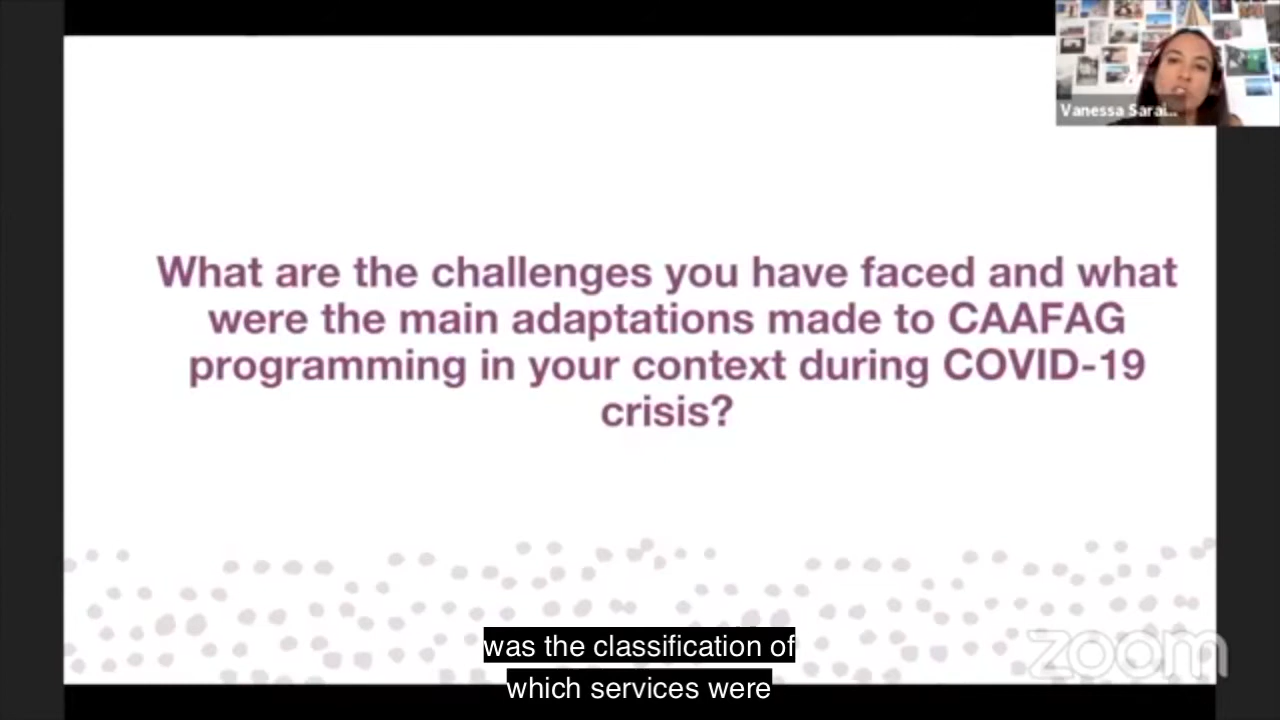 Vanessa Sarai...
What are the challenges you have faced and what
were the main adaptations made to CAAFAG
programming in your context during COVID-19
crisis?
was the classification of
which services were
zoom